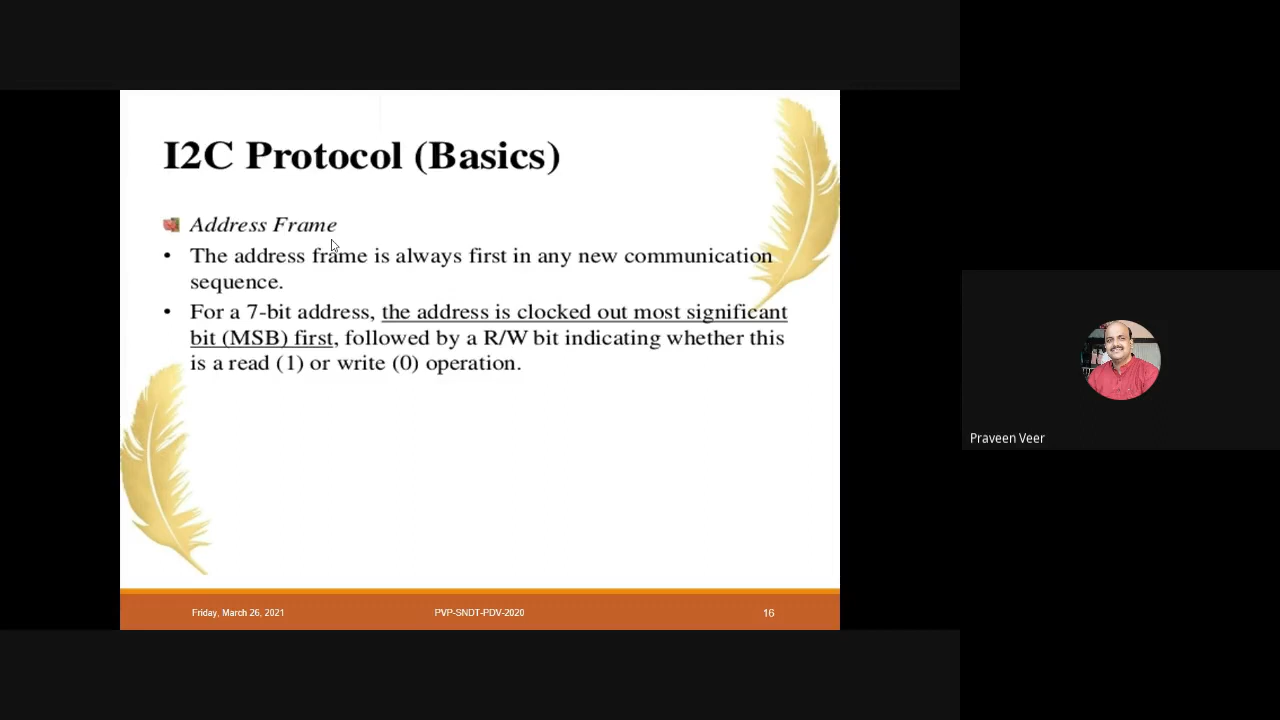 I2C Protocol (Basics)
Address Frame
• The address frame is always first in any new communication
sequence.
• For a 7-bit address, the address is clocked out most significant
bit (MSB) first, followed by a R/W bit indicating whether this
is a read (1) or write (0) operation.
Friday, March 26, 2021
PVP-SNDT-PDV-2020
16
Praveen Veer